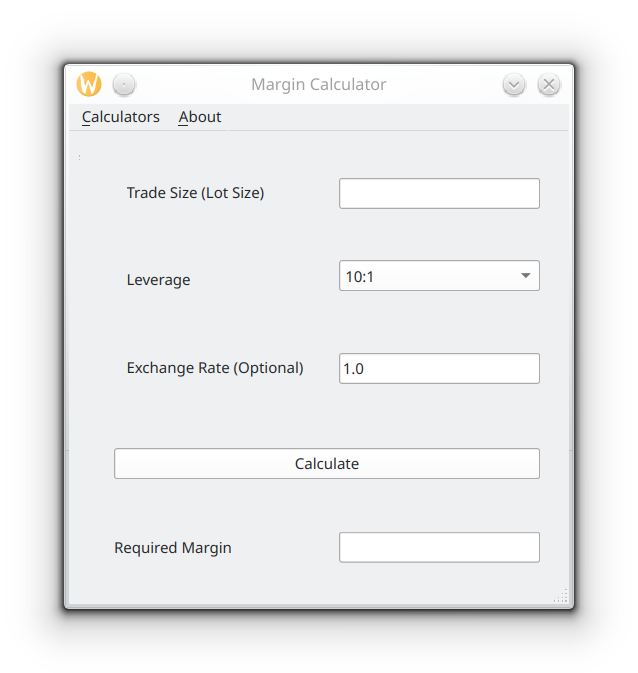 Margin Calculator
Calculators About
Trade Size (Lot Size)
Leverage 10:1
Exchange Rate (Optional) 1.0
Calculate
Required Margin